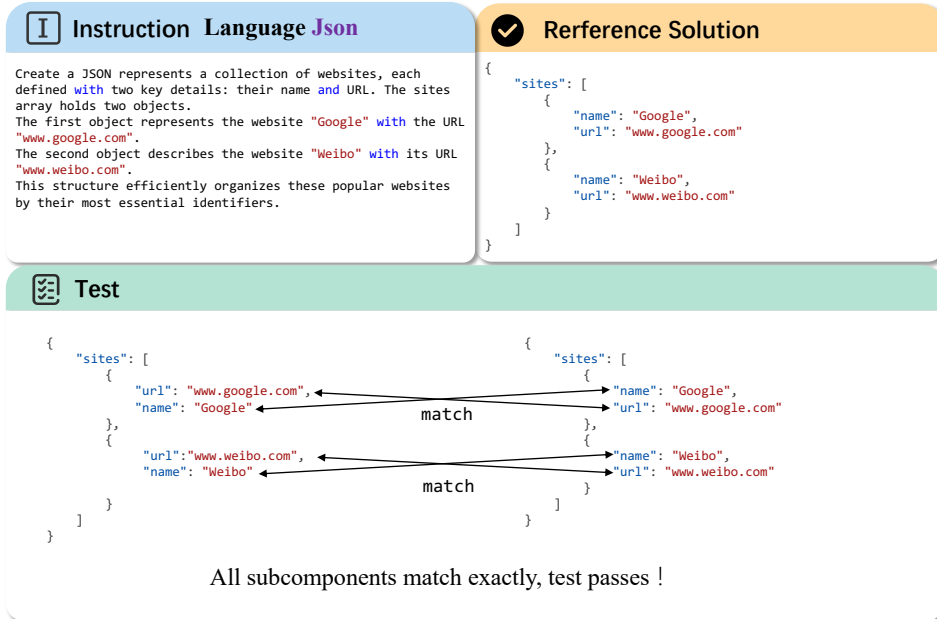 Instruction Language Json
Create a JSON represents a collection of websites, each
defined with two key details: their name and URL. The sites
array holds two objects.
The first object represents the website "Google" with the URL
"www.google.com".
The second object describes the website "Weibo" with its URL
"www.weibo.com".
This structure efficiently organizes these popular websites
by their most essential identifiers.
Rerference Solution
{
    "sites": [
        {
            "name": "Google",
            "url": "www.google.com"
        },
        {
            "name": "Weibo",
            "url": "www.weibo.com"
        }
    ]
}
Test
{
    "sites": [
        {
            "url": "www.google.com",
            "name": "Google"
        },
        {
             "url":"www.weibo.com",
             "name": "Weibo"
        }
    ]
}
match
match
{
    "sites": [
        {
            "name": "Google",
            "url": "www.google.com"
        },
        {
            "name": "Weibo",
            "url": "www.weibo.com"
        }
    ]
}
All subcomponents match exactly, test passes！